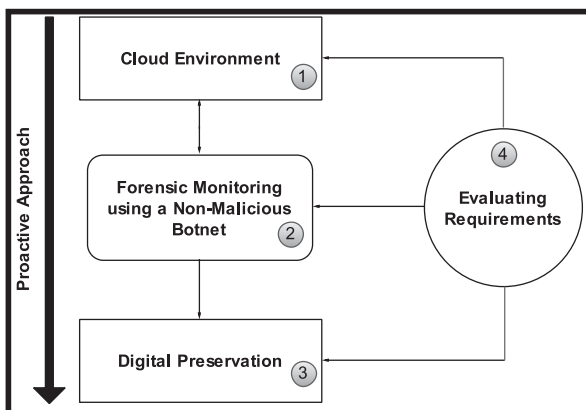 Proactive Approach
Cloud Environment
1
Forensic Monitoring
using a Non-Malicious
Botnet
2
Digital Preservation
3
4
Evaluating
Requirements